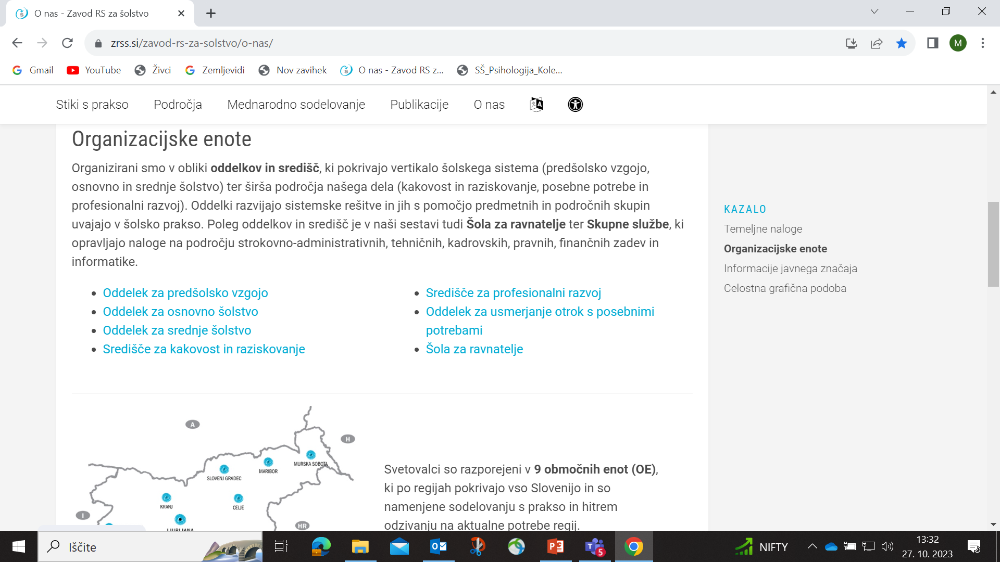 O nas - Zavod RS za šolstvo
zrss.si/zavod-rs-za-solstvo/o-nas/
M
Gmail
YouTube
Živci
Zemljevidi
Nov zavihek
O nas - Zavod RS z...
SŠ_Psihologija_Kole...
Stiki s prakso
Področja
Mednarodno sodelovanje
Publikacije
O nas
Organizacijske enote
Organizirani smo v obliki oddelkov in središč, ki pokrivajo vertikalo šolskega sistema (predšolsko vzgojo,
osnovno in srednje šolstvo) ter širša področja našega dela (kakovost in raziskovanje, posebne potrebe in
profesionalni razvoj). Oddelki razvijajo sistemske rešitve in jih s pomočjo predmetnih in področnih skupin
uvajajo v šolsko prakso. Poleg oddelkov in središč je v naši sestavi tudi Šola za ravnatelje ter Skupne službe, ki
opravljajo naloge na področju strokovno-administrativnih, tehničnih, kadrovskih, pravnih, finančnih zadev in
informatike.
Oddelek za predšolsko vzgojo
Oddelek za osnovno šolstvo
Oddelek za srednje šolstvo
Središče za kakovost in raziskovanje
Središče za profesionalni razvoj
Oddelek za usmerjanje otrok s posebnimi
potrebami
Šola za ravnatelje
KAZALO
Temeljne naloge
Organizacijske enote
Informacije javnega značaja
Celostna grafična podoba
A
H
MURSKA SOBOTA
MARIBOR
SLOVENJ GRADEC
KRANJ
CELJE
I
HR
LJUBLJANA
Svetovalci so razporejeni v 9 območnih enot (OE),
ki po regijah pokrivajo vso Slovenijo in so
namenjene sodelovanju s prakso in hitrem
odzivanju na aktualne potrebe regij.
Iščite
5
NIFTY
13:32
27. 10. 2023